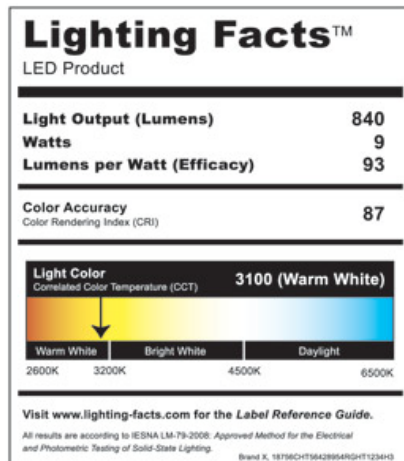 Lighting Facts™
LED Product
Light Output (Lumens) 840
Watts 9
Lumens per Watt (Efficacy) 93
Color Accuracy 87
Color Rendering Index (CRI)
Light Color 3100 (Warm White)
Correlated Color Temperature (CCT)
Warm White Bright White Daylight
2600K 3200K 4500K 6500K
Visit www.lighting-facts.com for the Label Reference Guide.
All results are according to IESNA LM-79-2008: Approved Method for the Electrical
and Photometric Testing of Solid-State Lighting.
Brand X, 18756CHT56428954RGHT1234H3